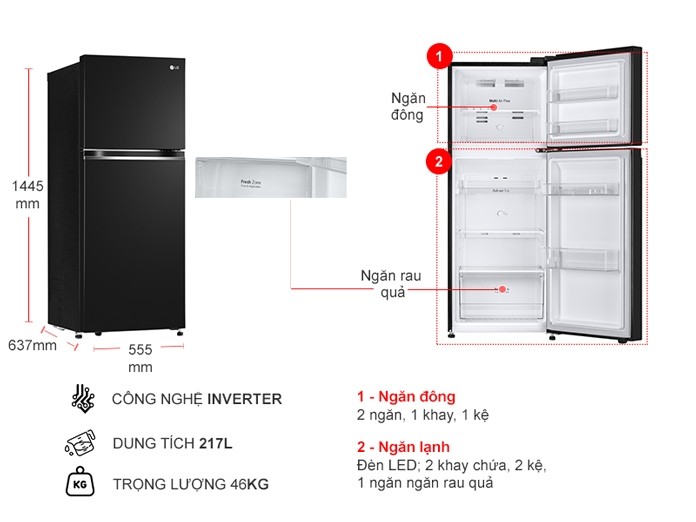 LG
1445
mm
637mm
555
mm
Fresh Zone
1
Ngăn
đông
Multi Air Flow
2
Ngăn rau
quả
CÔNG NGHỆ INVERTER
DUNG TÍCH 217L
KG
TRỌNG LƯỢNG 46KG
1 - Ngăn đông
2 ngăn, 1 khay, 1 kệ
2 - Ngăn lạnh
Đèn LED; 2 khay chứa, 2 kệ,
1 ngăn ngăn rau quả